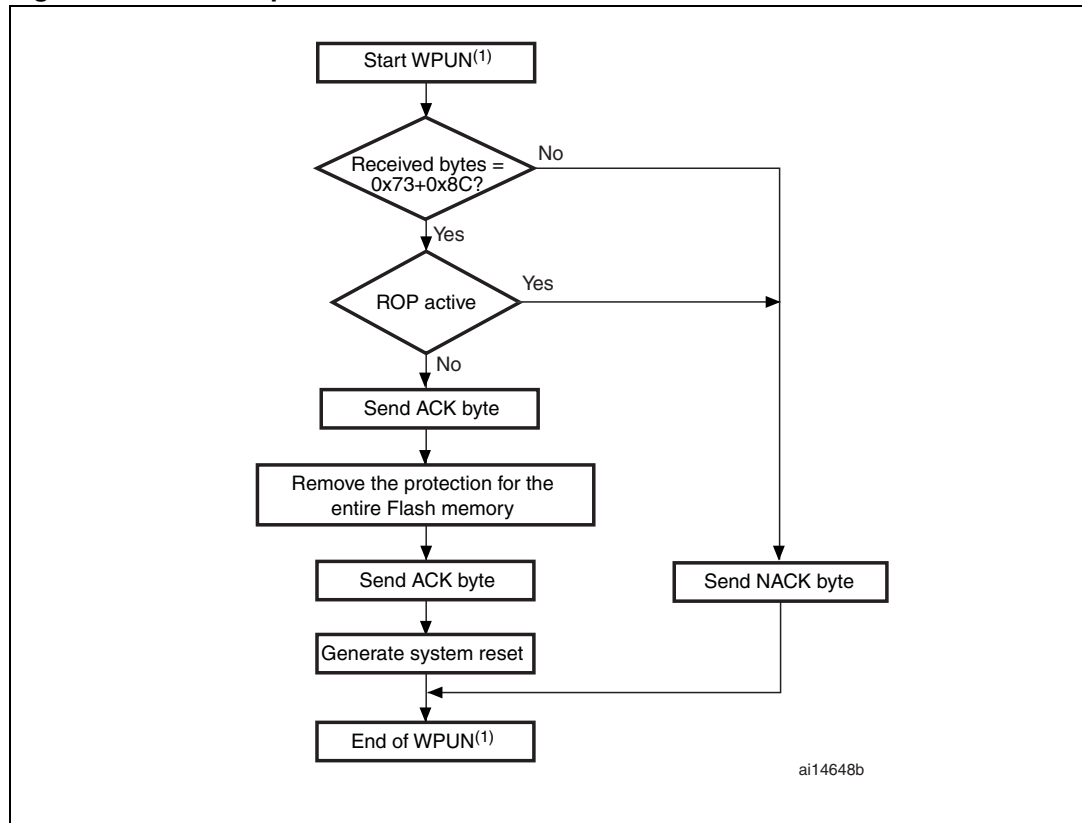 Start WPUN(1)
Received bytes =
0x73+0x8C?
No
Yes
ROP active
Yes
No
Send ACK byte
Remove the protection for the
entire Flash memory
Send ACK byte
Send NACK byte
Generate system reset
End of WPUN(1)
ai14648b